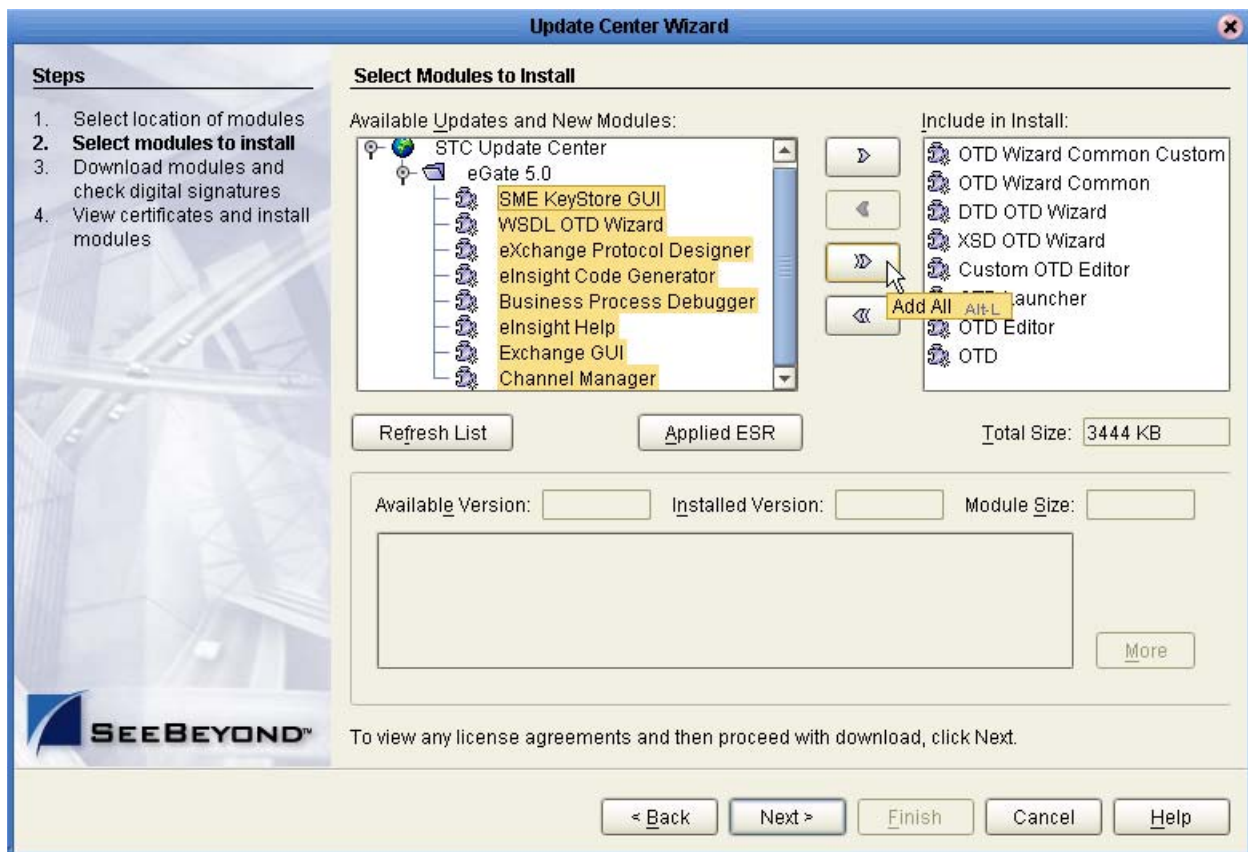 Update Center Wizard
Steps
1. Select location of modules
2. Select modules to install
3. Download modules and
check digital signatures
4. View certificates and install
modules
SEEBEYOND™
Select Modules to Install
Available Updates and New Modules:
STC Update Center
eGate 5.0
SME KeyStore GUI
WSDL OTD Wizard
eXchange Protocol Designer
eInsight Code Generator
Business Process Debugger
eInsight Help
Exchange GUI
Channel Manager
Add All Alt-L
Include in Install:
OTD Wizard Common Custom
OTD Wizard Common
DTD OTD Wizard
XSD OTD Wizard
Custom OTD Editor
Launcher
OTD Editor
OTD
Refresh List
Applied ESR
Total Size: 3444 KB
Available Version:
Installed Version:
Module Size:
More
To view any license agreements and then proceed with download, click Next.
< Back
Next >
Finish
Cancel
Help